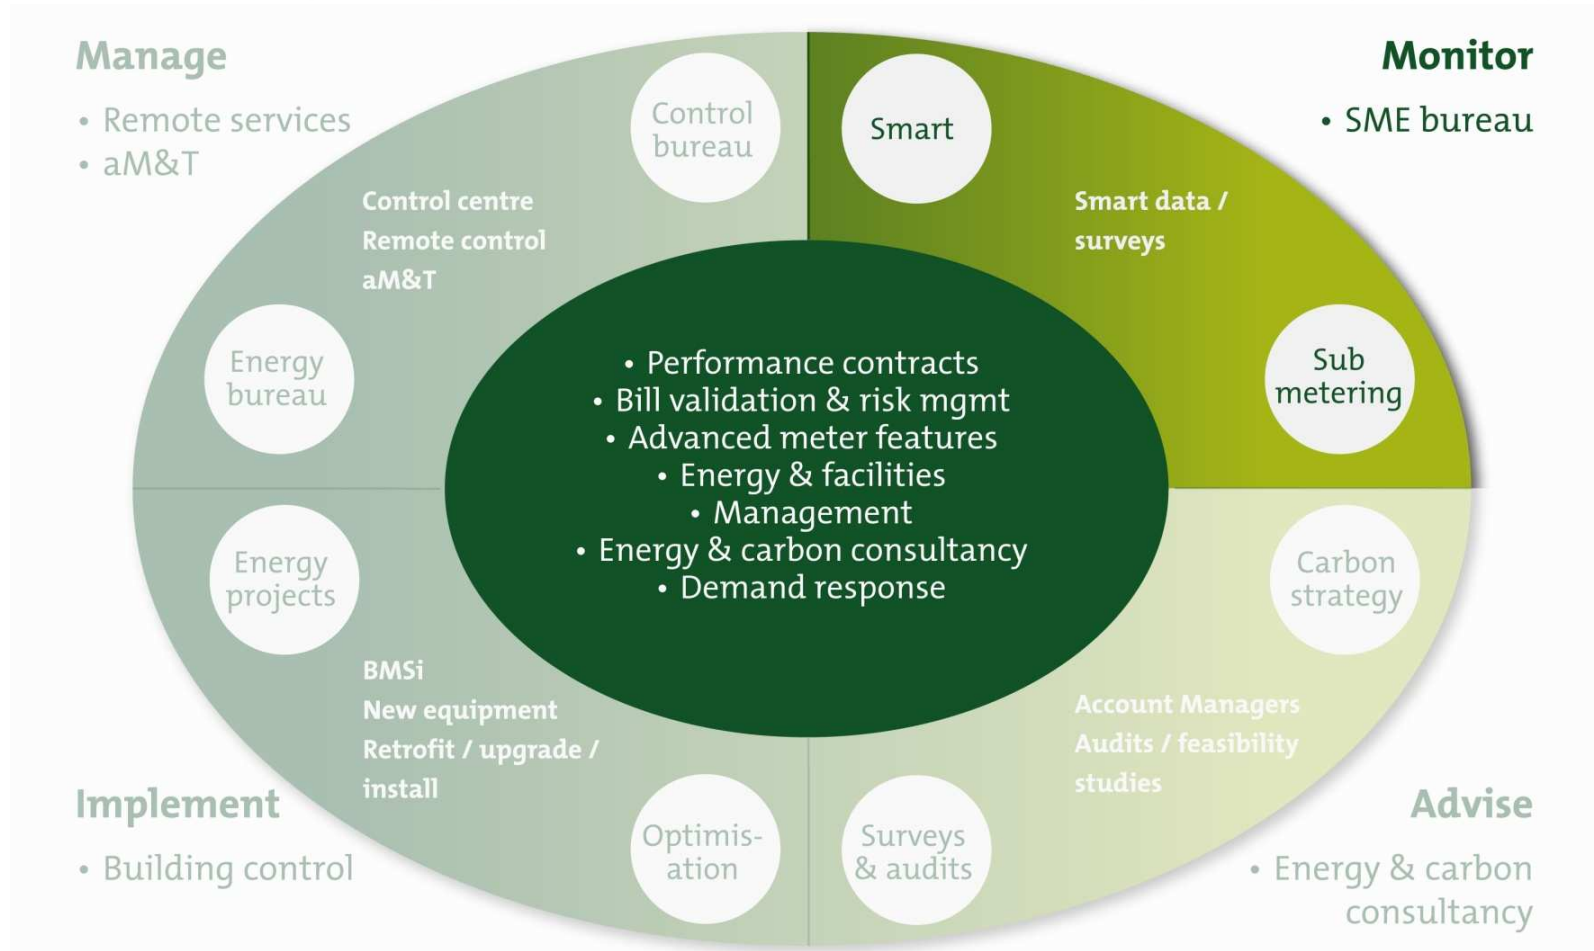 Manage
• Remote services
• aM&T
Control
bureau
Smart
Monitor
• SME bureau
Control centre
Remote control
aM&T
Smart data /
surveys
Energy
bureau
Sub
metering
• Performance contracts
• Bill validation & risk mgmt
• Advanced meter features
• Energy & facilities
• Management
• Energy & carbon consultancy
• Demand response
Energy
projects
Carbon
strategy
BMSi
New equipment
Retrofit / upgrade /
install
Account Managers
Audits / feasibility
studies
Implement
• Building control
Optimis-
ation
Surveys
& audits
Advise
• Energy & carbon
consultancy